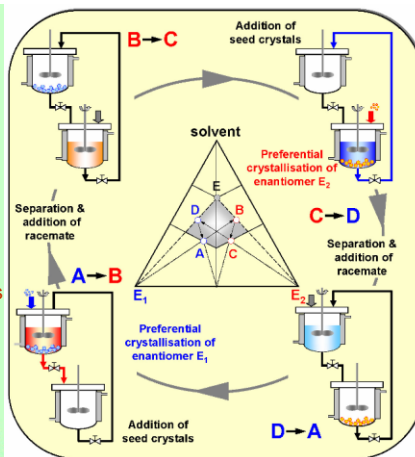 B→C
Addition of
seed crystals
solvent
Preferential
crystallisation of
enantiomer E2
E
D
B
C→D
Separation &
addition of
racemate
Separation &
addition of
racemate
A
C
A→B
E1
E2
Preferential
crystallisation of
enantiomer E1
Addition of
seed crystals
D→A
s